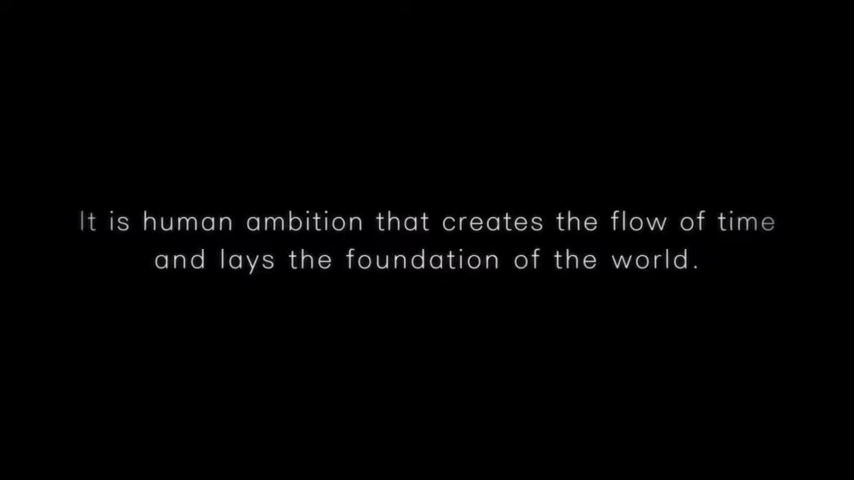 It is human ambition that creates the flow of time
and lays the foundation of the world.